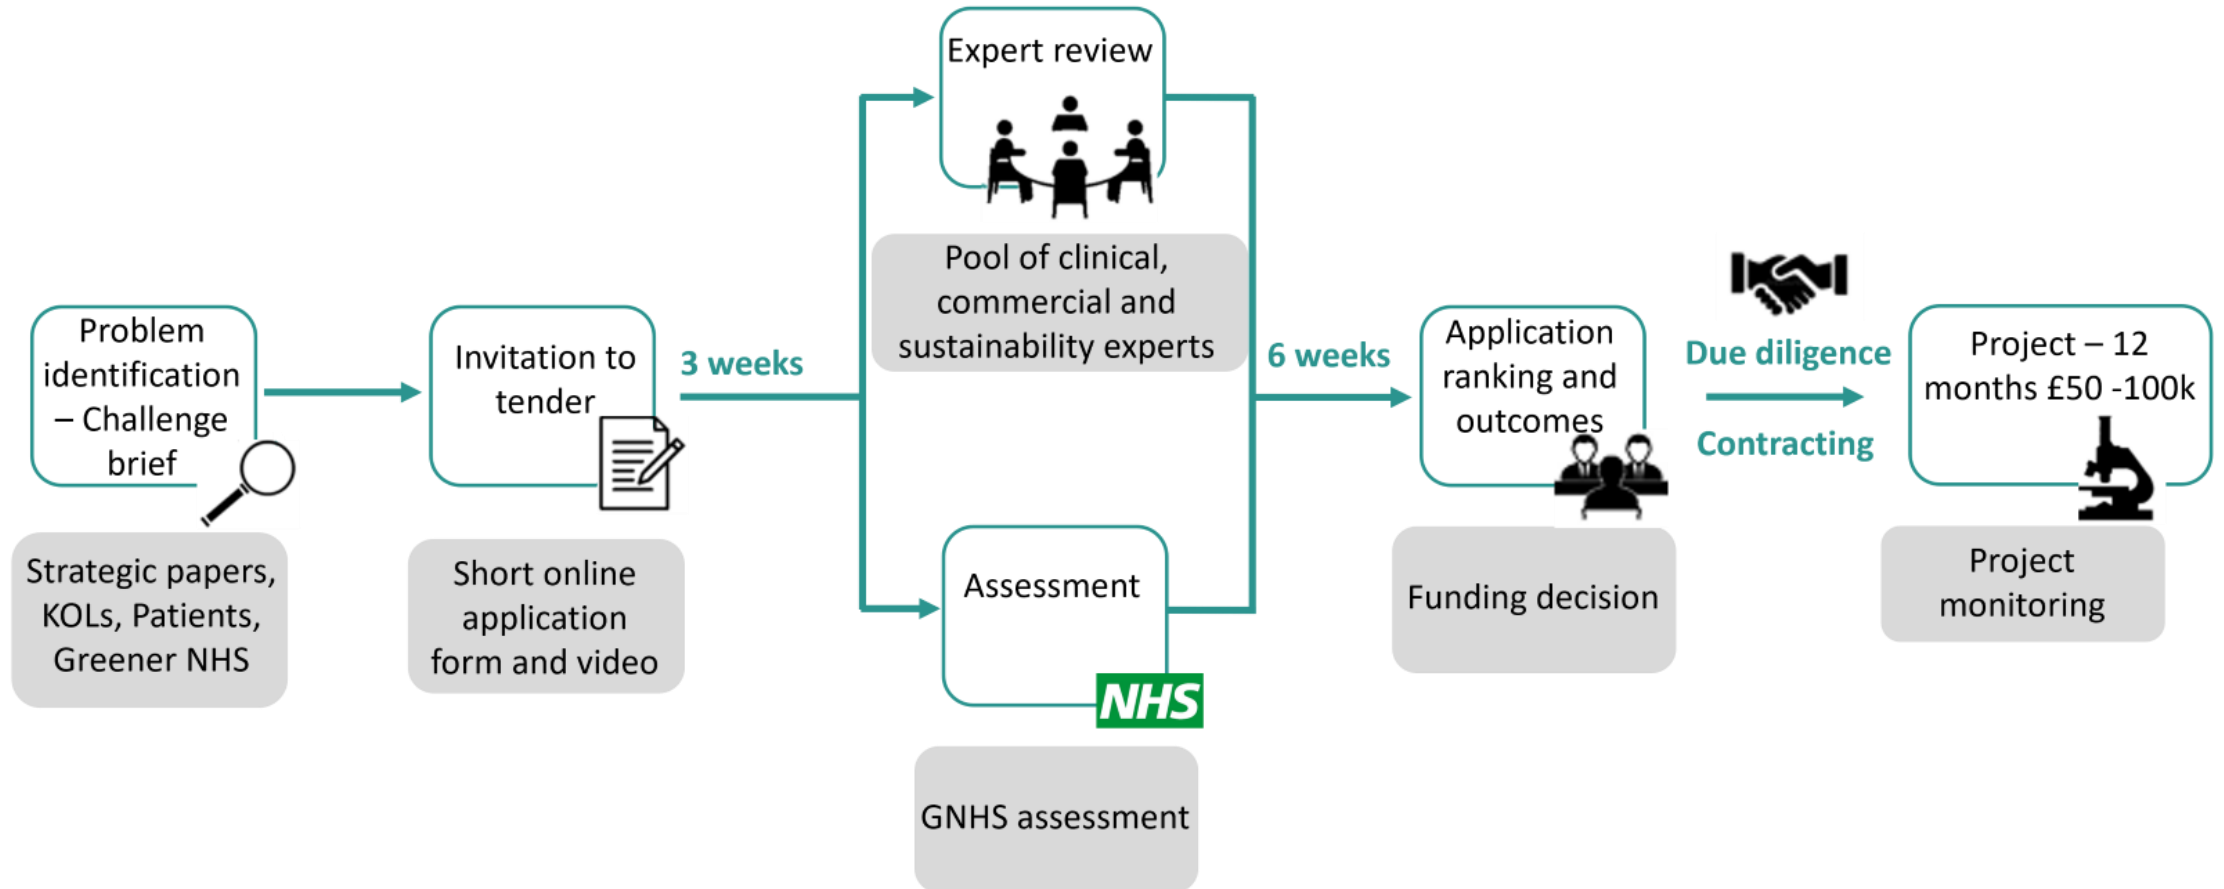 Problem
identification
– Challenge
brief
Strategic papers,
KOLs, Patients,
Greener NHS
Invitation to
tender
Short online
application
form and video
3 weeks
Expert review
Pool of clinical,
commercial and
sustainability experts
Assessment
NHS
GNHS assessment
6 weeks
Application
ranking and
outcomes
Funding decision
Due diligence
Contracting
Project – 12
months £50 -100k
Project
monitoring